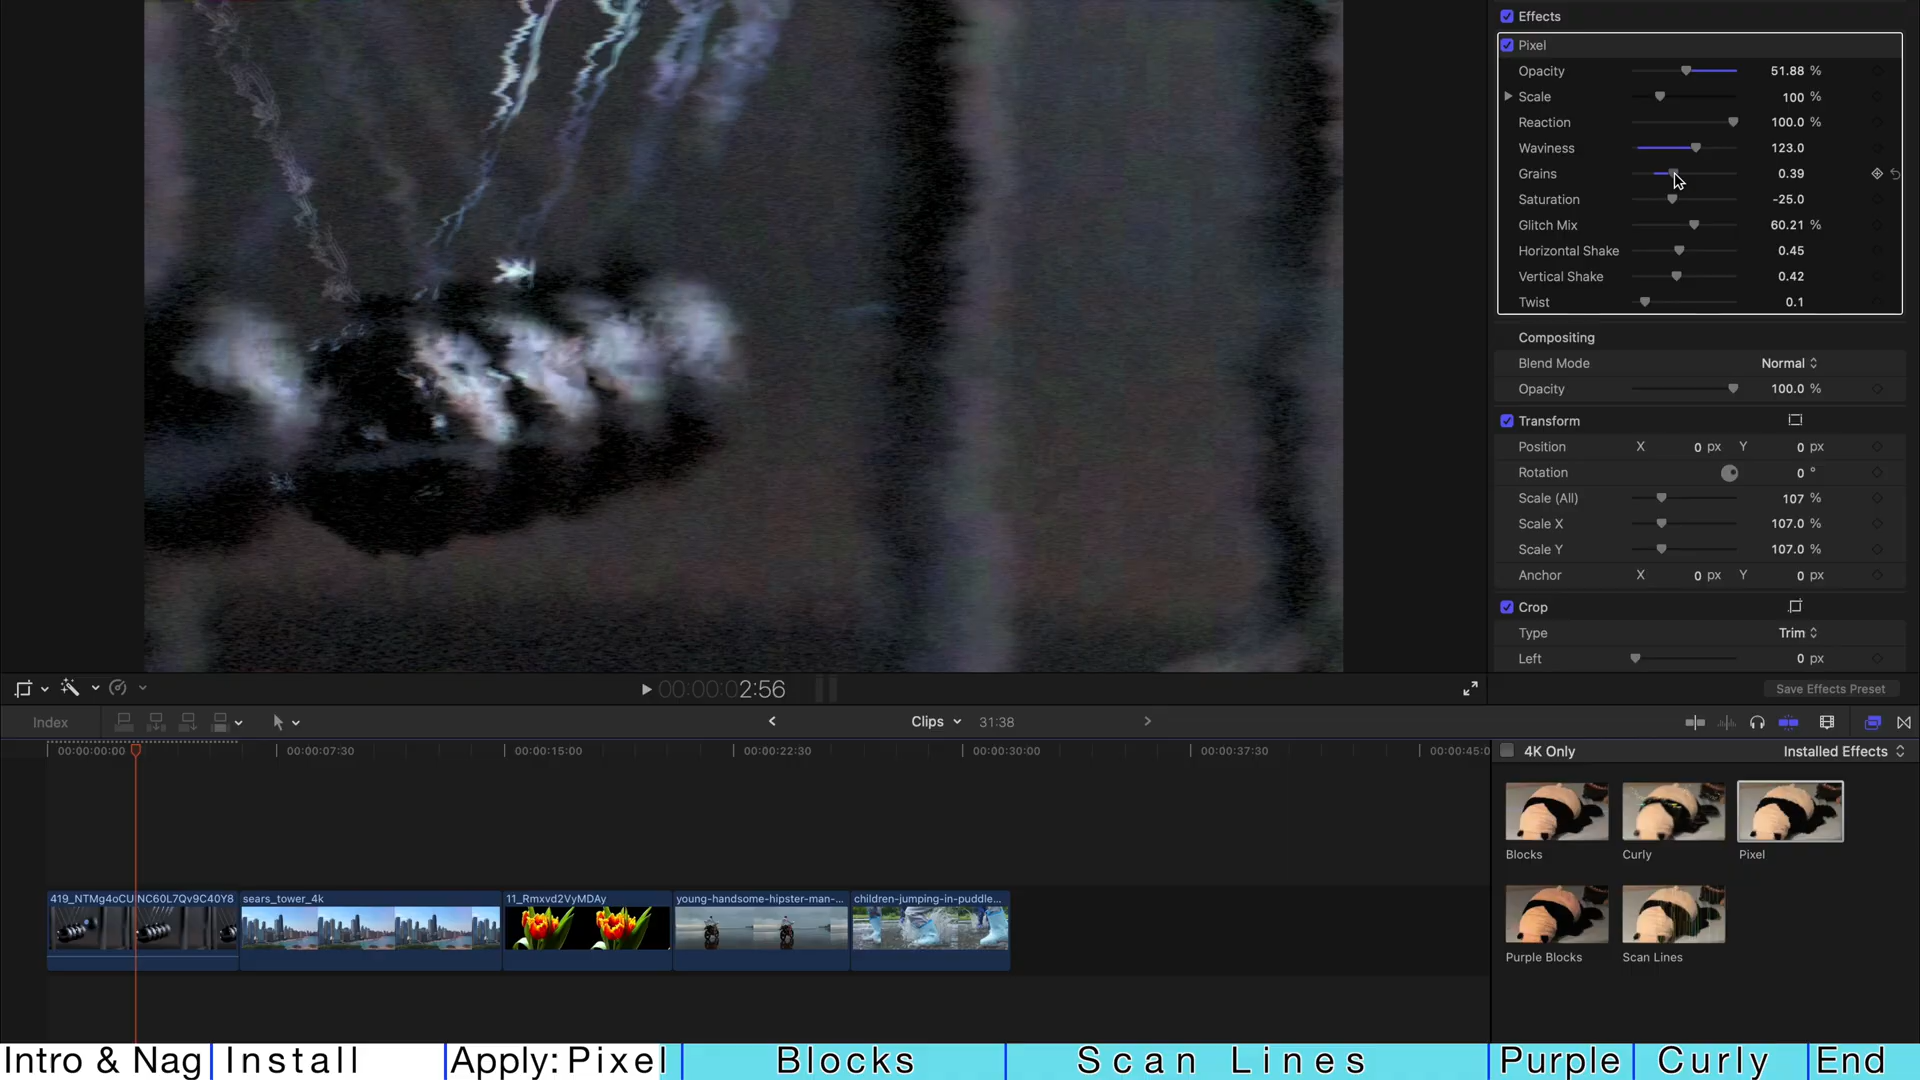 Effects
Pixel
Opacity 51.88 %
Scale 100 %
Reaction 100.0 %
Waviness 123.0
Grains 0.39
Saturation -25.0
Glitch Mix 60.21 %
Horizontal Shake 0.45
Vertical Shake 0.42
Twist 0.1
Compositing
Blend Mode Normal
Opacity 100.0 %
Transform
Position X 0 px Y 0 px
Rotation 0 °
Scale (All) 107 %
Scale X 107.0 %
Scale Y 107.0 %
Anchor X 0 px Y 0 px
Crop
Type Trim
Left 0 px
00:00:02:56
Save Effects Preset
Index
Clips 31:38
00:00:00:00 00:00:07:30 00:00:15:00 00:00:22:30 00:00:30:00 00:00:37:30 00:00:45:0
4K Only Installed Effects
Blocks Curly Pixel
Purple Blocks Scan Lines
419_NTMg4oCUINC60L7Qv9C40Y8 sears_tower_4k 11_Rmxvd2VyMDAy young-handsome-hipster-man-... children-jumping-in-puddle...
Intro & Nag Install Apply: Pixel Blocks Scan Lines Purple Curly End